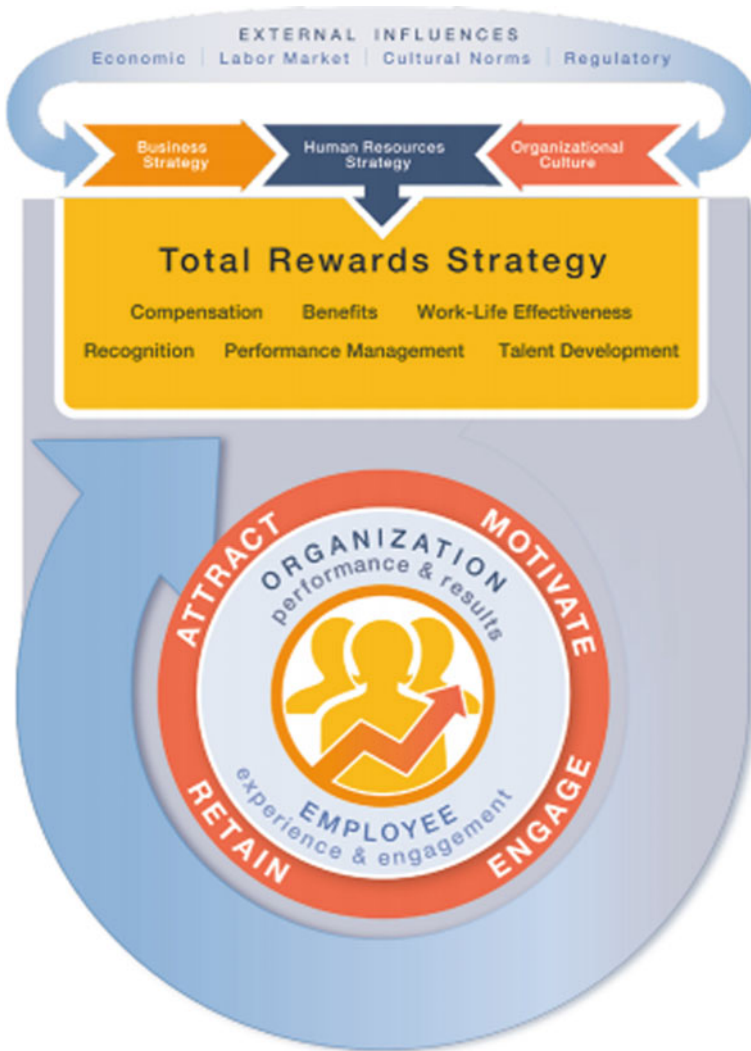 EXTERNAL INFLUENCES
Economic | Labor Market | Cultural Norms | Regulatory
Business
Strategy
Human Resources
Strategy
Organizational
Culture
Total Rewards Strategy
Compensation Benefits Work-Life Effectiveness
Recognition Performance Management Talent Development
ATTRACT
MOTIVATE
ORGANIZATION
performance & results
EMPLOYEE
experience & engagement
RETAIN
ENGAGE